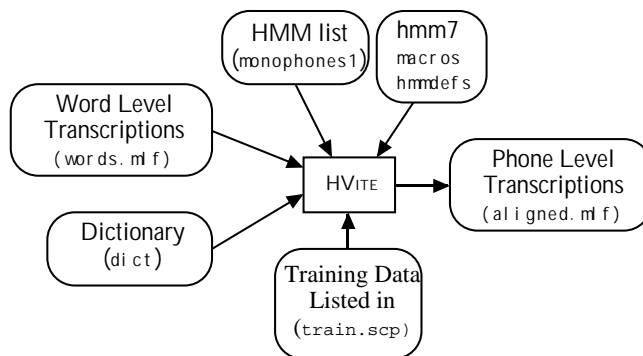 HMM list
(monophones1)
hmm7
macros
hmmdefs
Word Level
Transcriptions
(words.mlf)
HVITE
Phone Level
Transcriptions
(aligned.mlf)
Dictionary
(dict)
Training Data
Listed in
(train.scp)